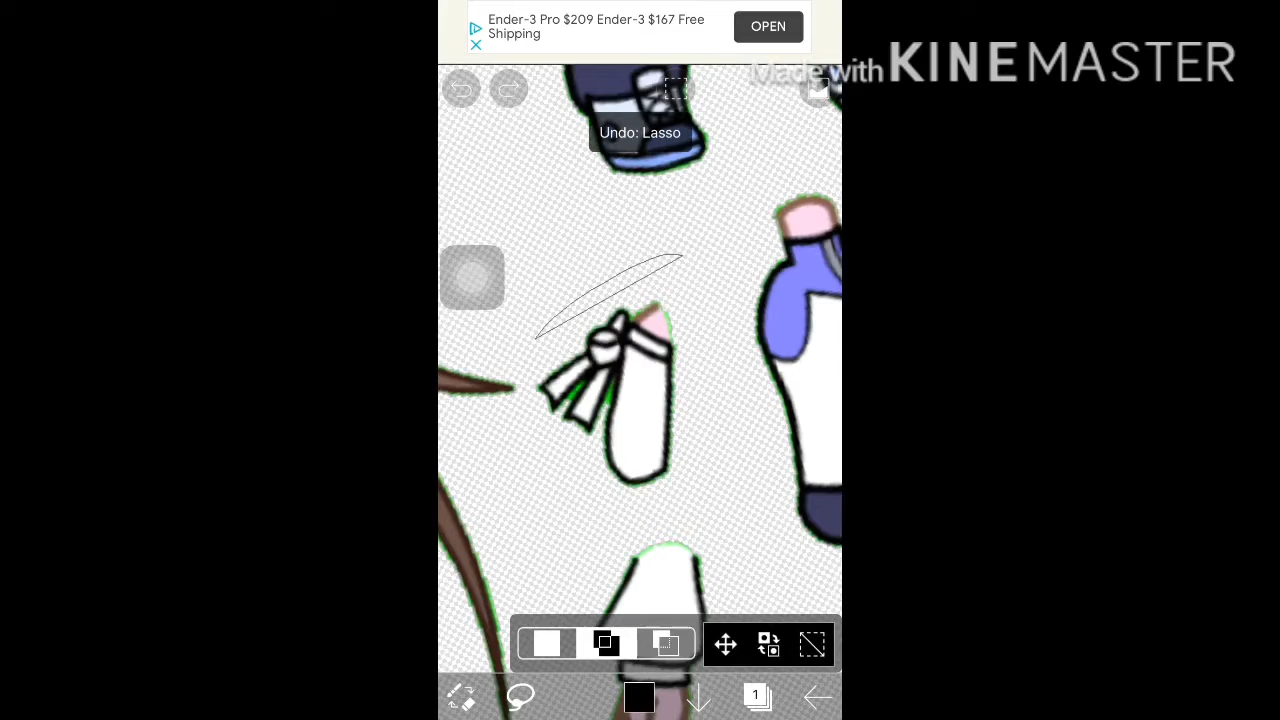 Ender-3 Pro $209 Ender-3 $167 Free
Shipping
OPEN
Made with KINEMASTER
Undo: Lasso
1